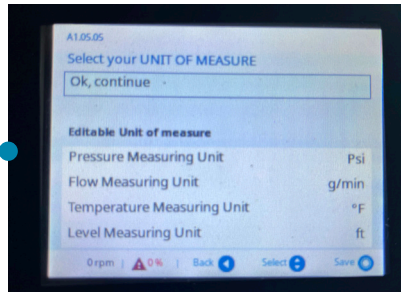 A1.05.05
Select your UNIT OF MEASURE
Ok, continue
Editable Unit of measure
Pressure Measuring Unit Psi
Flow Measuring Unit g/min
Temperature Measuring Unit °F
Level Measuring Unit ft
0 rpm | 0 % | Back Select Save